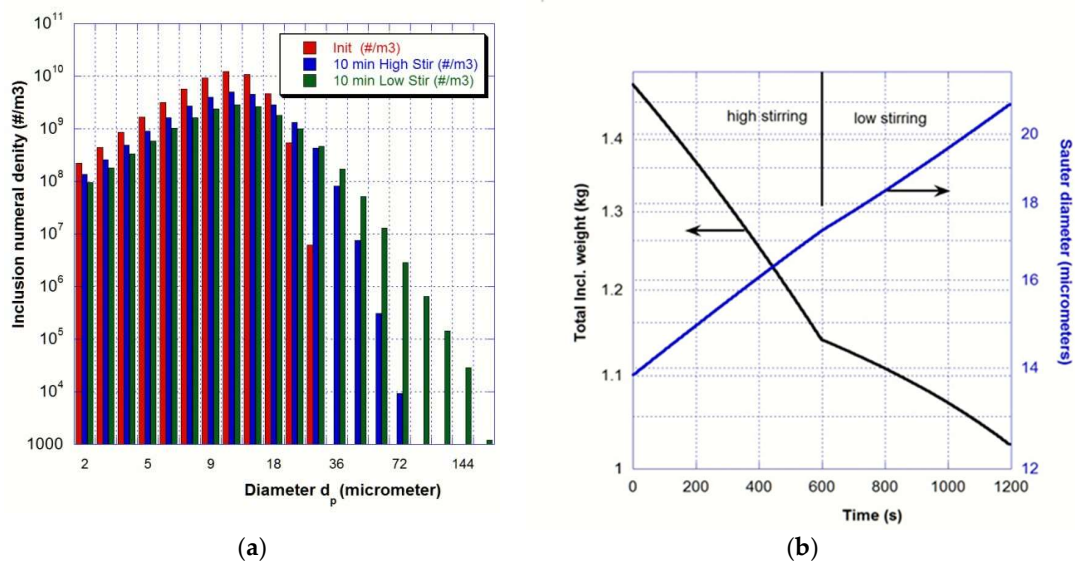 Inclusion numeral denity (#/m3)
10^11
10^10
10^9
10^8
10^7
10^6
10^5
10^4
1000
Init (#/m3)
10 min High Stir (#/m3)
10 min Low Stir (#/m3)
2 5 9 18 36 72 144
Diameter d_p (micrometer)
(a)
Total Incl. weight (kg)
1.4
1.3
1.2
1.1
1
high stirring
low stirring
20
18
16
14
12
Sauter diameter (micrometers)
0 200 400 600 800 1000 1200
Time (s)
(b)